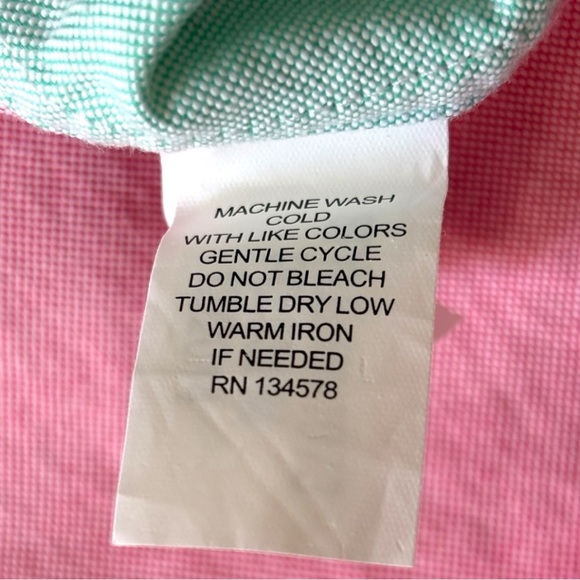 MACHINE WASH
COLD
WITH LIKE COLORS
GENTLE CYCLE
DO NOT BLEACH
TUMBLE DRY LOW
WARM IRON
IF NEEDED
RN 134578